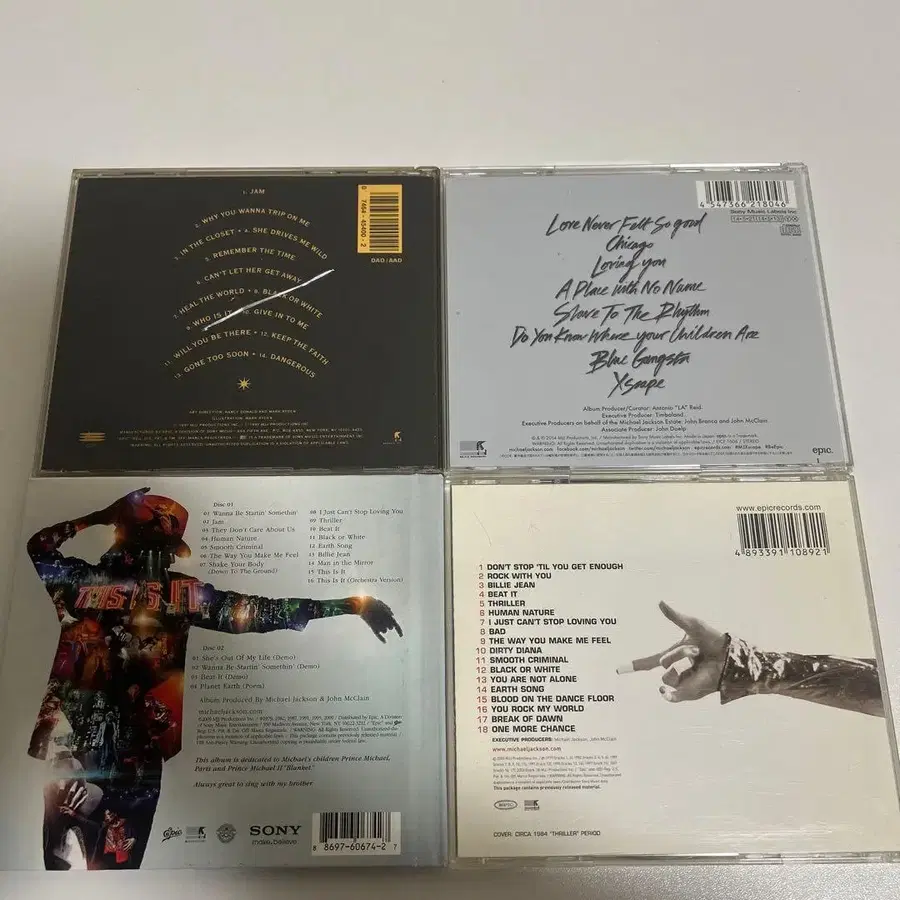 1. JAM
2. WHY YOU WANNA TRIP ON ME
3. IN THE CLOSET • 4. SHE DRIVES ME WILD
5. REMEMBER THE TIME
6. CAN'T LET HER GET AWAY
7. HEAL THE WORLD • 8. BLACK OR WHITE
9. WHO IS IT • 10. GIVE IN TO ME
11. WILL YOU BE THERE • 12. KEEP THE FAITH
13. GONE TOO SOON • 14. DANGEROUS
0 7464-45400-2
DAD/AAD
4 547366 218046
Sony Music Labels Inc.
Love Never Felt So good
Chicago
Loving you
A Place with No Name
Slave To The Rhythm
Do You Know Where your Children Are
Blue Gangsta
Xscape
Album Producer/Curator: Antonio "LA" Reid.
Executive Producer: Timbaland.
Executive Producers on behalf of the Michael Jackson Estate: John Branca and John McClain
Associate Producer: John Doelp
epic
Disc 01
01 Wanna Be Startin' Somethin'
02 Jam
03 They Don't Care About Us
04 Human Nature
05 Smooth Criminal
06 The Way You Make Me Feel
07 Shake Your Body
(Down To The Ground)
08 I Just Can't Stop Loving You
09 Thriller
10 Beat It
11 Black or White
12 Earth Song
13 Billie Jean
14 Man in the Mirror
15 This Is It
16 This Is It (Orchestra Version)
THIS IS IT
Disc 02
01 She's Out Of My Life (Demo)
02 Wanna Be Startin' Somethin' (Demo)
03 Beat It (Demo)
04 Planet Earth (Poem)
Album Produced By Michael Jackson & John McClain
michaeljackson.com
This album is dedicated to Michael's children Prince Michael,
Paris and Prince Michael II "Blanket."
Always great to sing with my brother
Epic
SONY
make.believe
8 8697-60674-2 7
www.epicrecords.com
4 893391 108921
1 DON'T STOP 'TIL YOU GET ENOUGH
2 ROCK WITH YOU
3 BILLIE JEAN
4 BEAT IT
5 THRILLER
6 HUMAN NATURE
7 I JUST CAN'T STOP LOVING YOU
8 BAD
9 THE WAY YOU MAKE ME FEEL
10 DIRTY DIANA
11 SMOOTH CRIMINAL
12 BLACK OR WHITE
13 YOU ARE NOT ALONE
14 EARTH SONG
15 BLOOD ON THE DANCE FLOOR
16 YOU ROCK MY WORLD
17 BREAK OF DAWN
18 ONE MORE CHANCE
EXECUTIVE PRODUCERS: Michael Jackson, John McClain
www.michaeljackson.com
This package contains previously released material.
epic
COVER: CIRCA 1984 "THRILLER" PERIOD